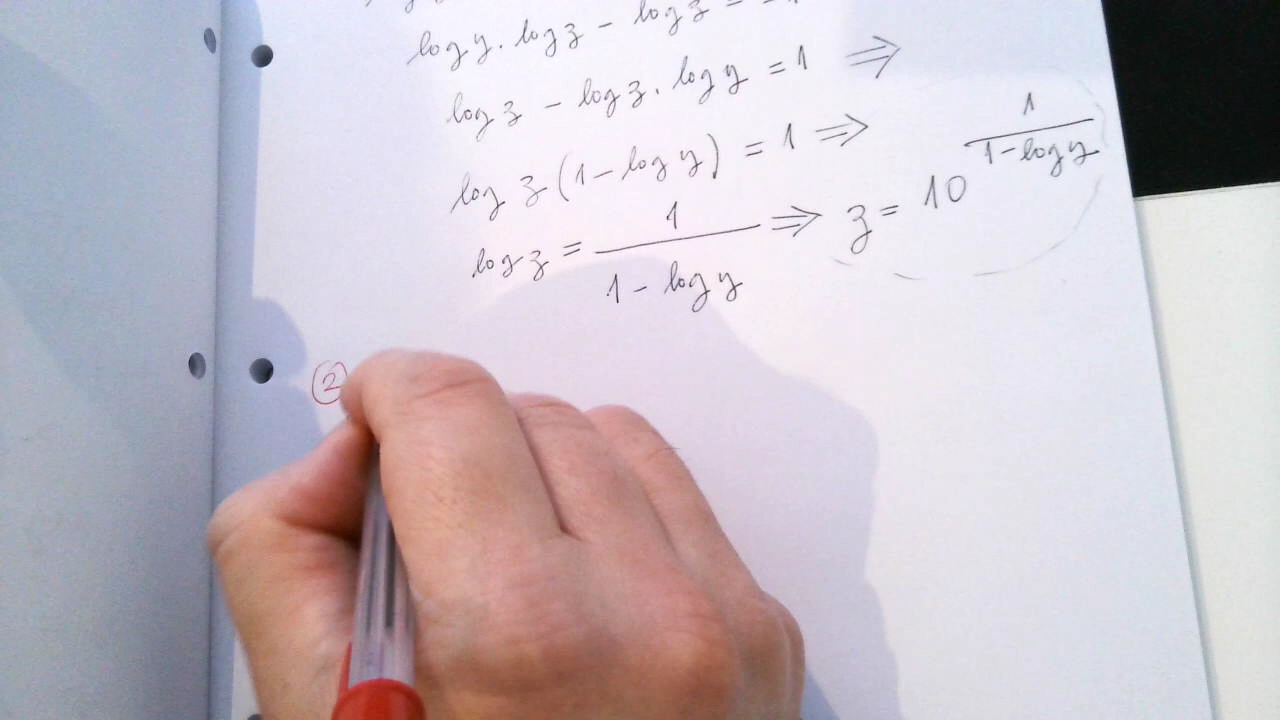 log y . log z - log z = -1
log z - log z . log y = 1 ⇒
log z (1 - log y) = 1 ⇒
log z = 1/(1 - log y) ⇒ z = 10^(1/(1 - log y))
2